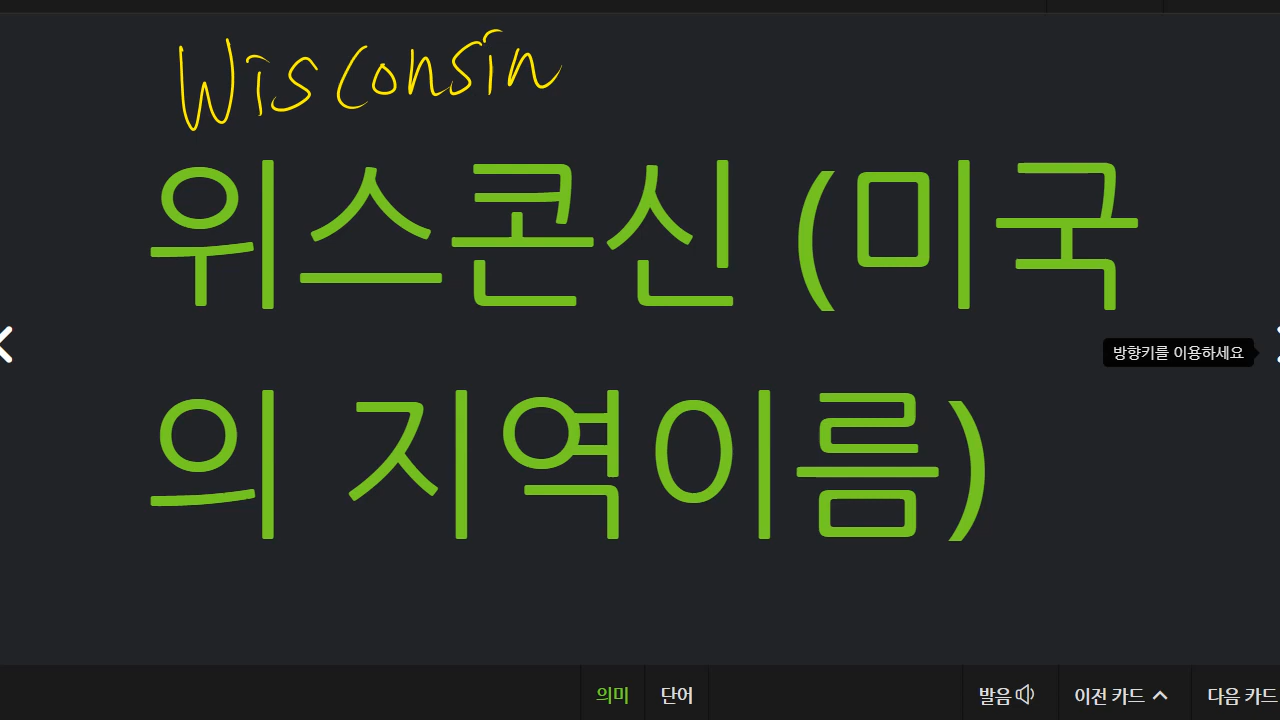 Wisconsin
위스콘신 (미국
방향키를 이용하세요
의 지역이름)
의미 단어 발음 이전 카드 다음 카드